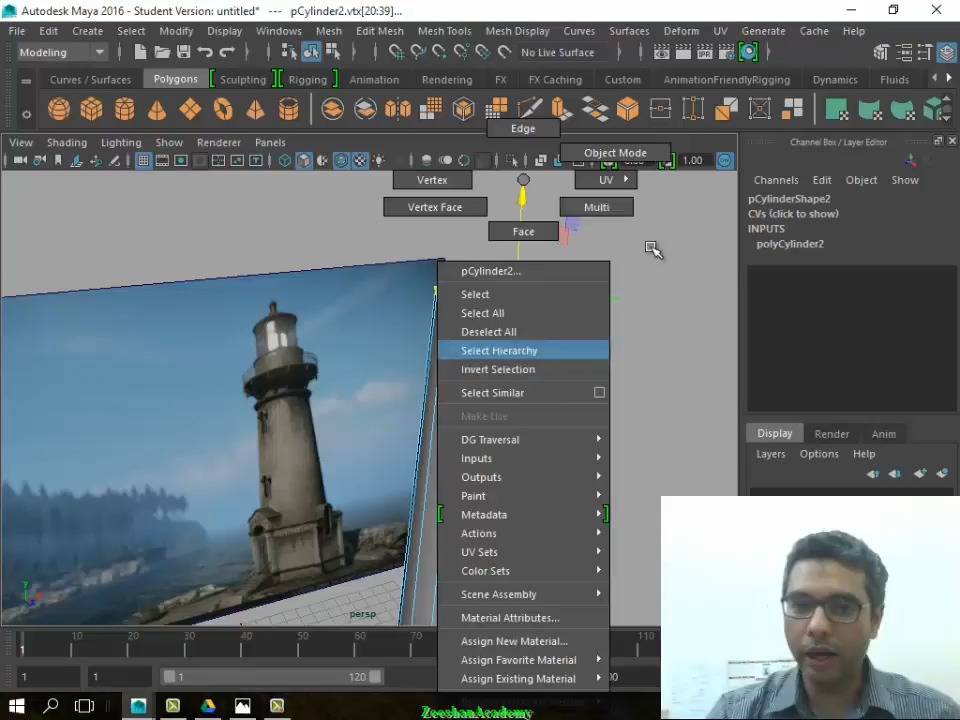 Autodesk Maya 2016 - Student Version: untitled* --- pCylinder2.vtx[20:39]...
File Edit Create Select Modify Display Windows Mesh Edit Mesh Mesh Tools Mesh Display Curves Surfaces Deform UV Generate Cache Help
Modeling No Live Surface
Curves / Surfaces Polygons Sculpting Rigging Animation Rendering FX FX Caching Custom AnimationFriendlyRigging Dynamics Fluids
Edge
View Shading Lighting Show Renderer Panels
Channel Box / Layer Editor
Object Mode
1.00
Vertex UV
Channels Edit Object Show
Vertex Face Multi
pCylinderShape2
CVs (click to show)
Face
INPUTS
polyCylinder2
pCylinder2...
Select
Select All
Deselect All
Select Hierarchy
Invert Selection
Select Similar
Make Live
DG Traversal
Inputs
Outputs
Paint
Metadata
Actions
UV Sets
Color Sets
Scene Assembly
Material Attributes...
Assign New Material...
Assign Favorite Material
Assign Existing Material
Display Render Anim
Layers Options Help
persp
10 20 30 40 50 60 70 110
1
1 1 1 120
ZeeshanAcademy